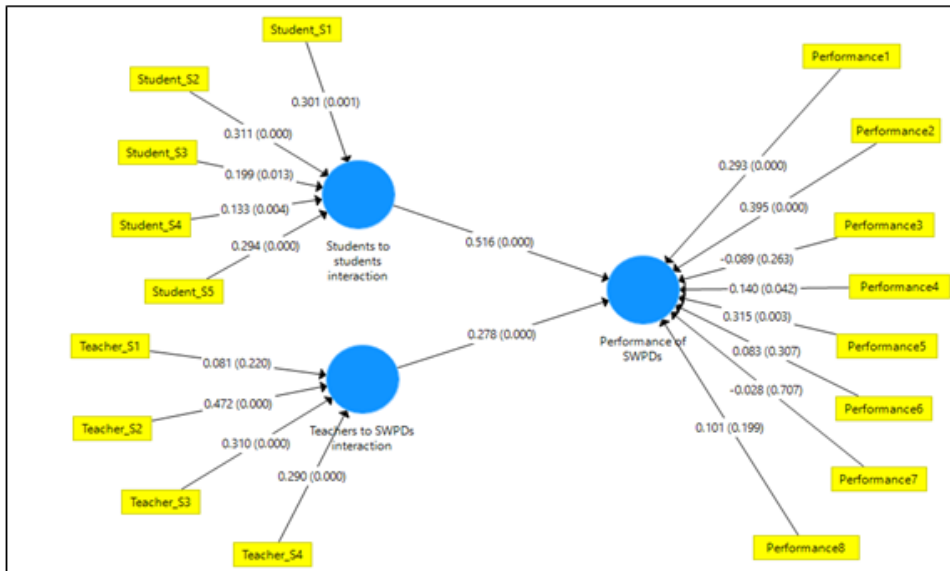 Student_S1
Student_S2
Student_S3
Student_S4
Student_S5
0.301 (0.001)
0.311 (0.000)
0.199 (0.013)
0.133 (0.004)
0.294 (0.000)
Students to
students
interaction
0.516 (0.000)
Teacher_S1
Teacher_S2
Teacher_S3
Teacher_S4
0.081 (0.220)
0.472 (0.000)
0.310 (0.000)
0.290 (0.000)
Teachers to SWPDs
interaction
0.278 (0.000)
Performance of
SWPDs
0.293 (0.000)
0.395 (0.000)
-0.089 (0.263)
0.140 (0.042)
0.315 (0.003)
0.083 (0.307)
-0.028 (0.707)
0.101 (0.199)
Performance1
Performance2
Performance3
Performance4
Performance5
Performance6
Performance7
Performance8